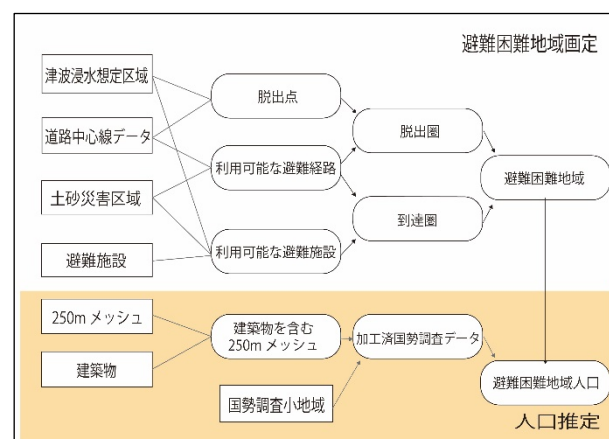 避難困難地域画定
津波浸水想定区域
道路中心線データ
土砂災害区域
避難施設
脱出点
利用可能な避難経路
利用可能な避難施設
脱出圏
到達圏
避難困難地域
250m メッシュ
建築物
建築物を含む
250m メッシュ
国勢調査小地域
加工済国勢調査データ
避難困難地域人口
人口推定